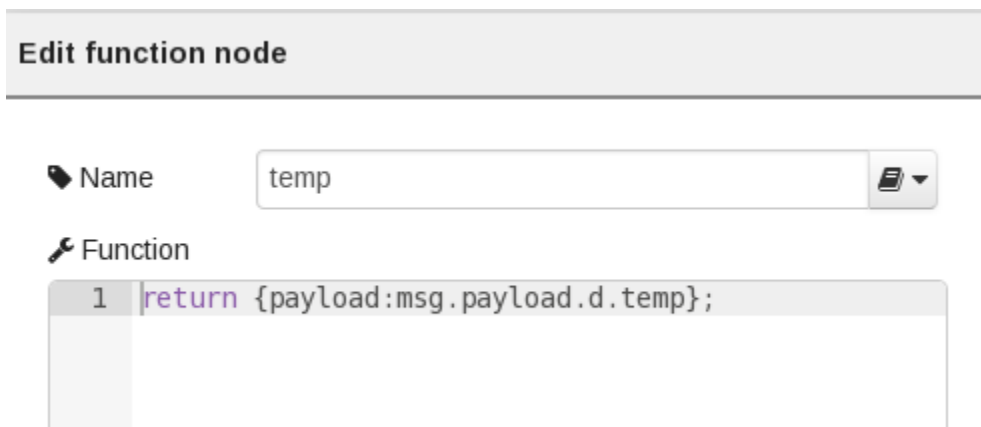 Edit function node
Name temp
Function
1 return {payload:msg.payload.d.temp};